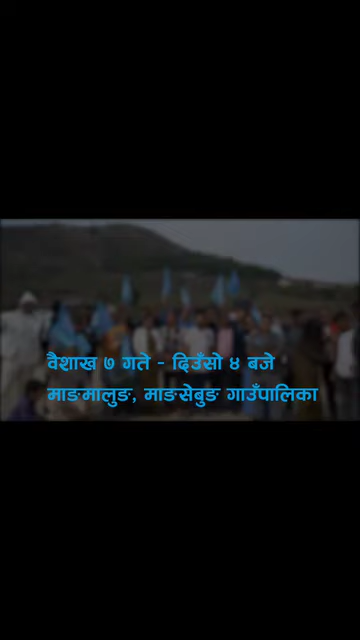 वैशाख ७ गते - दिउँसो ४ बजे
माङमालुङ, माङसेबुङ गाउँपालिका